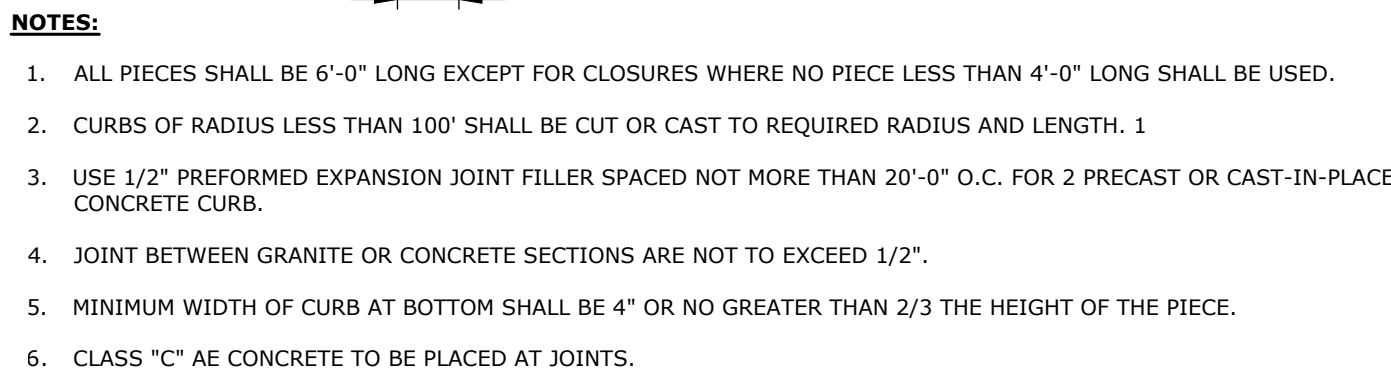 NOTES:
1. ALL PIECES SHALL BE 6'-0" LONG EXCEPT FOR CLOSURES WHERE NO PIECE LESS THAN 4'-0" LONG SHALL BE USED.
2. CURBS OF RADIUS LESS THAN 100' SHALL BE CUT OR CAST TO REQUIRED RADIUS AND LENGTH. 1
3. USE 1/2" PREFORMED EXPANSION JOINT FILLER SPACED NOT MORE THAN 20'-0" O.C. FOR 2 PRECAST OR CAST-IN-PLACE
CONCRETE CURB.
4. JOINT BETWEEN GRANITE OR CONCRETE SECTIONS ARE NOT TO EXCEED 1/2".
5. MINIMUM WIDTH OF CURB AT BOTTOM SHALL BE 4" OR NO GREATER THAN 2/3 THE HEIGHT OF THE PIECE.
6. CLASS "C" AE CONCRETE TO BE PLACED AT JOINTS.